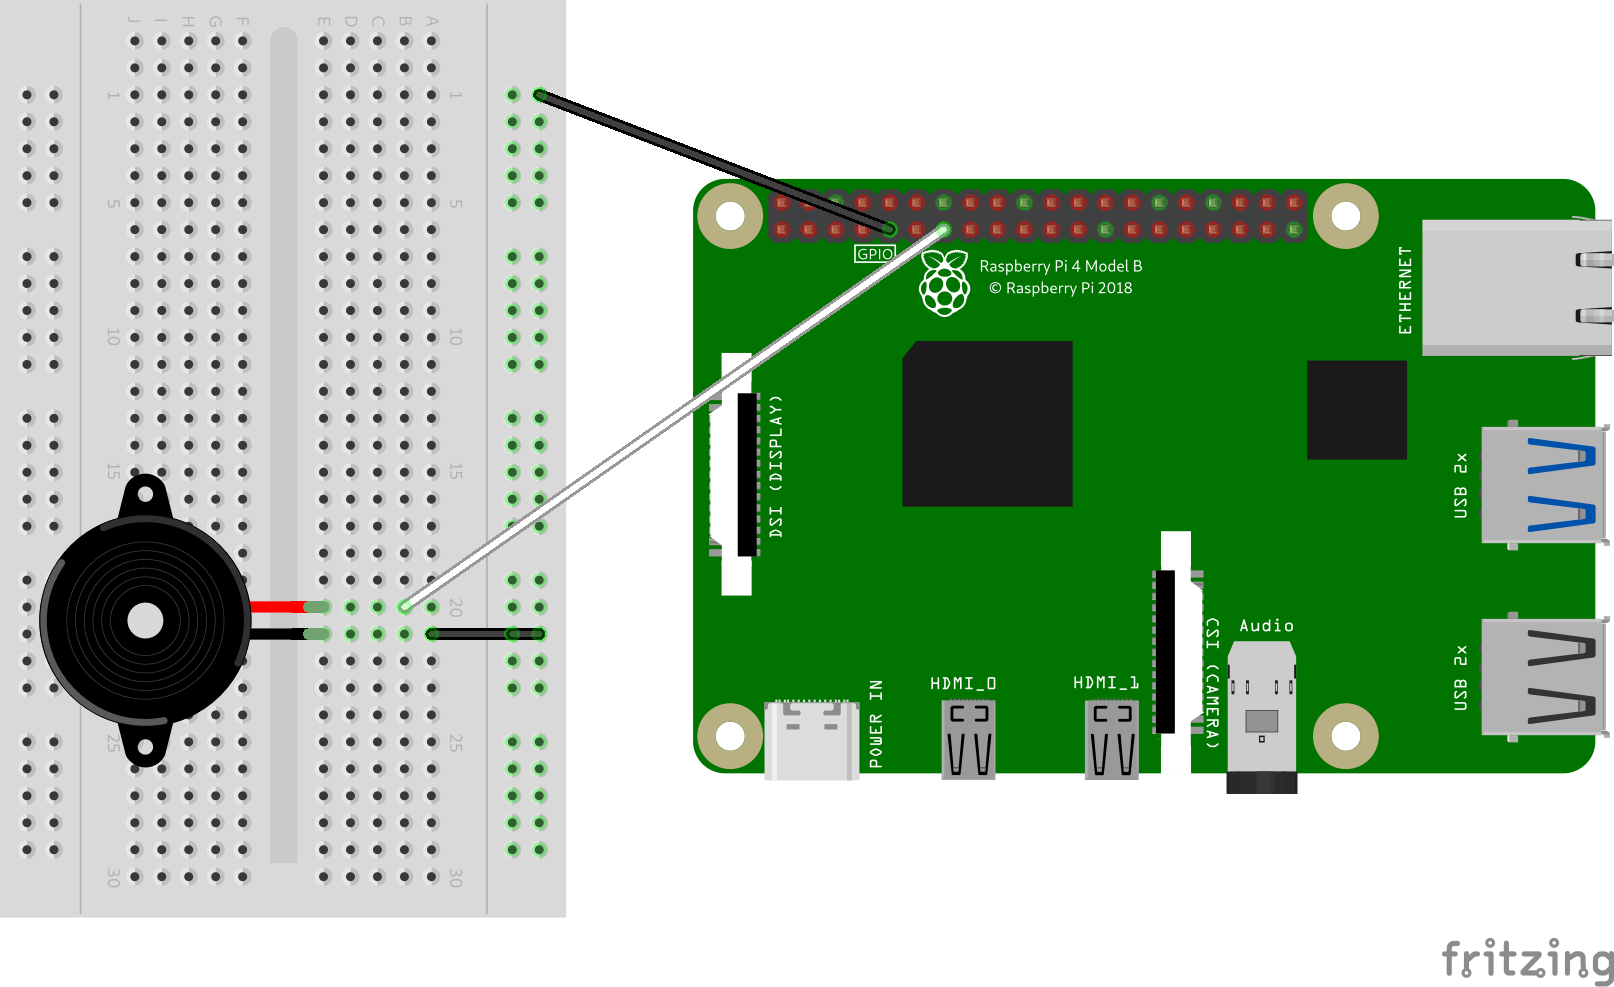 J I H G F E D C B A
1 1
5
5
10 10
15 15
20
25 25
30 30
GPIO
Raspberry Pi 4 Model B
© Raspberry Pi 2018
ETHERNET
DSI (DISPLAY)
USB 2x
Audio
CSI (CAMERA)
USB 2x
HDMI_0
HDMI_1
POWER IN
fritzing